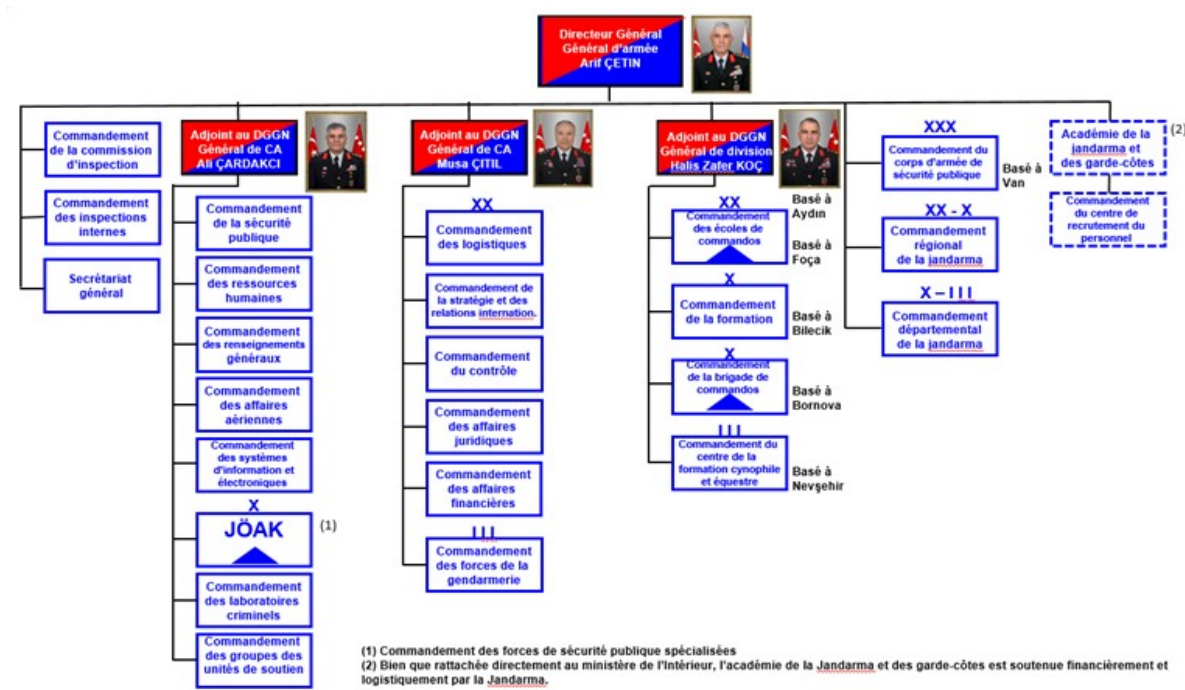 Directeur Général
Général d'armée
Arif ÇETIN
Commandement
de la commission
d'inspection
Commandement
des inspections
internes
Secrétariat
général
Adjoint au DGGN
Général de CA
Ali ÇARDAKCI
Commandement
de la sécurité
publique
Commandement
des ressources
humaines
Commandement
des renseignements
généraux
Commandement
des affaires
aériennes
Commandement
des systèmes
d'information et
électroniques
X
JÖAK
(1)
Commandement
des laboratoires
criminels
Commandement
des groupes des
unités de soutien
Adjoint au DGGN
Général de CA
Musa ÇITIL
XX
Commandement
des logistiques
Commandement de
la stratégie et des
relations internation.
Commandement
du contrôle
Commandement
des affaires
juridiques
Commandement
des affaires
financières
III
Commandement
des forces de la
gendarmerie
Adjoint au DGGN
Général de division
Halis Zafer KOÇ
XX
Commandement
des écoles de
commandos
Basé à
Aydın
Basé à
Foça
X
Commandement
de la formation
Basé à
Bilecik
X
Commandement
de la brigade de
commandos
Basé à
Bornova
III
Commandement du
centre de la
formation cynophile
et équestre
Basé à
Nevşehir
XXX
Commandement du
corps d'armée de
sécurité publique
Basé à
Van
XX - X
Commandement
régional
de la jandarma
X – III
Commandement
départemental
de la jandarma
Académie de la
jandarma et
des garde-côtes
(2)
Commandement
du centre de
recrutement du
personnel
(1) Commandement des forces de sécurité publique spécialisées
(2) Bien que rattachée directement au ministère de l'Intérieur, l'académie de la Jandarma et des garde-côtes est soutenue financièrement et
logistiquement par la Jandarma.